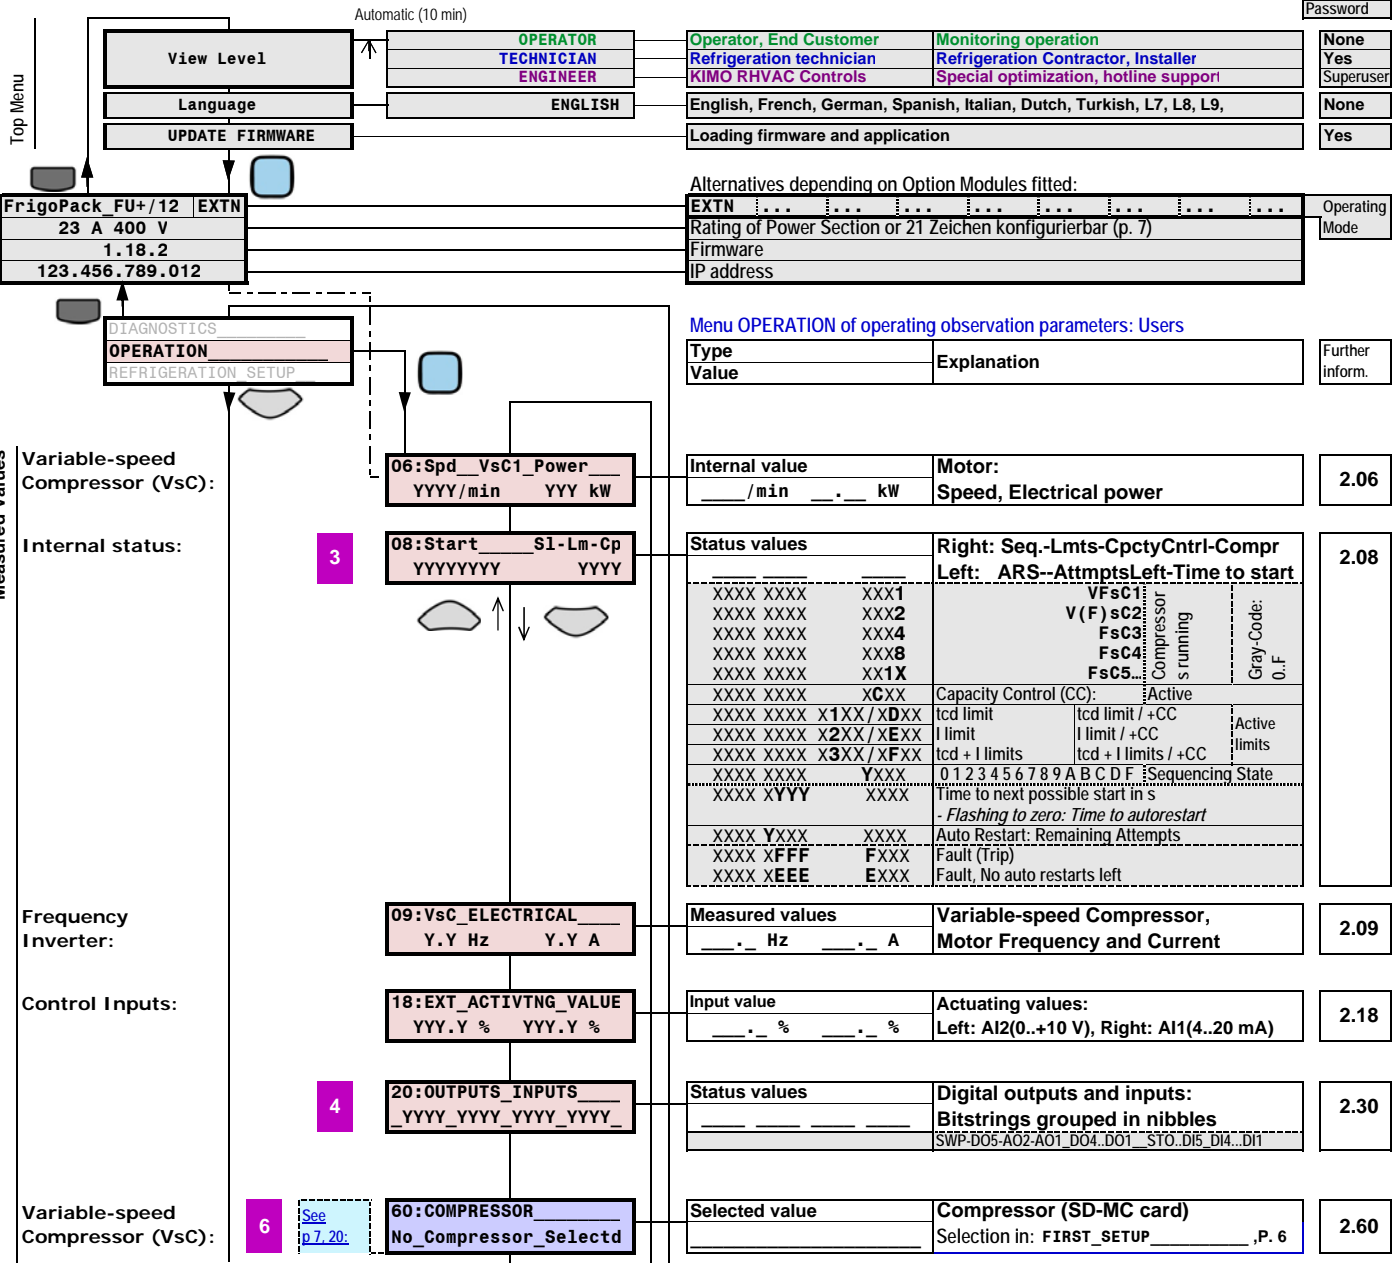 Password
Automatic (10 min)
Top Menu
View Level
OPERATOR
Operator, End Customer
Monitoring operation
None
TECHNICIAN
Refrigeration technician
Refrigeration Contractor, Installer
Yes
ENGINEER
KIMO RHVAC Controls
Special optimization, hotline support
Superuser
Language
ENGLISH
English, French, German, Spanish, Italian, Dutch, Turkish, L7, L8, L9,
None
UPDATE FIRMWARE
Loading firmware and application
Yes
Alternatives depending on Option Modules fitted:
FrigoPack_FU+/12 EXTN
EXTN ... ... ... ... ... ... ... ...
Operating
Mode
23 A 400 V
Rating of Power Section or 21 Zeichen konfigurierbar (p. 7)
1.18.2
Firmware
123.456.789.012
IP address
DIAGNOSTICS__________
OPERATION____________
REFRIGERATION_SETUP__
Menu OPERATION of operating observation parameters: Users
Type
Value
Explanation
Further
inform.
Measured Values
Variable-speed
Compressor (VsC):
06:Spd__VsC1_Power___
YYYY/min YYY kW
Internal value
____/min __.__ kW
Motor:
Speed, Electrical power
2.06
Internal status:
3
08:Start_____Sl-Lm-Cp
YYYYYYYY YYYY
Status values
____ ____ ____
Right: Seq.-Lmts-CpctyCntrl-Compr
Left: ARS--AttmptsLeft-Time to start
2.08
XXXX XXXX XXX1 VFsC1
XXXX XXXX XXX2 V(F)sC2
XXXX XXXX XXX4 FsC3
XXXX XXXX XXX8 FsC4
XXXX XXXX XX1X FsC5…
Compressor
s running
Gray-Code:
0..F
XXXX XXXX XCXX Capacity Control (CC): Active
XXXX XXXX X1XX/XDXX tcd limit tcd limit / +CC
XXXX XXXX X2XX/XEXX I limit I limit / +CC
XXXX XXXX X3XX/XFXX tcd + I limits tcd + I limits / +CC
Active
limits
XXXX XXXX YXXX 0 1 2 3 4 5 6 7 8 9 A B C D F Sequencing State
XXXX XYYY XXXX Time to next possible start in s
- Flashing to zero: Time to autorestart
XXXX YXXX XXXX Auto Restart: Remaining Attempts
XXXX XFFF FXXX Fault (Trip)
XXXX XEEE EXXX Fault, No auto restarts left
Frequency
Inverter:
09:VsC_ELECTRICAL____
Y.Y Hz Y.Y A
Measured values
___._ Hz ___._ A
Variable-speed Compressor,
Motor Frequency and Current
2.09
Control Inputs:
18:EXT_ACTIVTNG_VALUE
YYY.Y % YYY.Y %
Input value
___._ % ___._ %
Actuating values:
Left: AI2(0..+10 V), Right: AI1(4..20 mA)
2.18
4
20:OUTPUTS_INPUTS____
_YYYY_YYYY_YYYY_YYYY_
Status values
____ ____ ____ ____
Digital outputs and inputs:
Bitstrings grouped in nibbles
SWP-DO5-AO2-AO1_DO4..DO1__STO..DI5_DI4...DI1
2.30
Variable-speed
Compressor (VsC):
6
See
p 7, 20:
60:COMPRESSOR________
No_Compressor_Selectd
Selected value
_____________________
Compressor (SD-MC card)
Selection in: FIRST_SETUP__________ ,P. 6
2.60